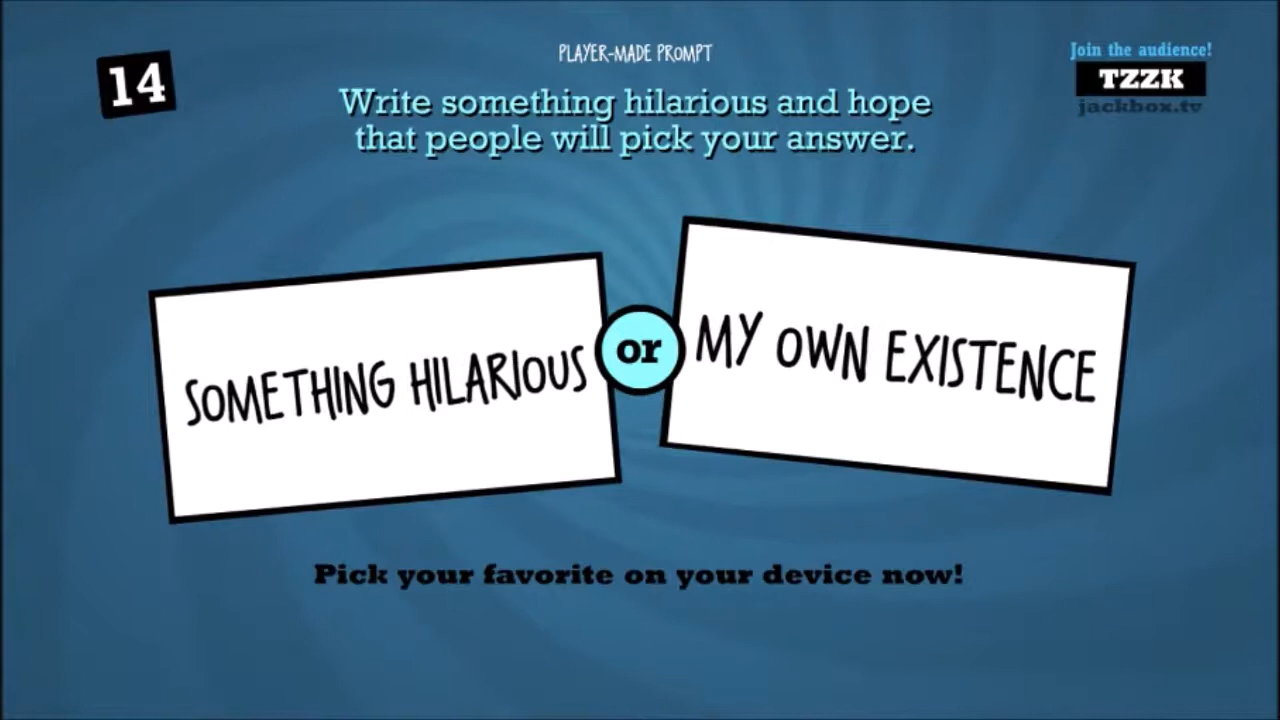 14
PLAYER-MADE PROMPT
Write something hilarious and hope
that people will pick your answer.
Join the audience!
TZZK
jackbox.tv
SOMETHING HILARIOUS
or
MY OWN EXISTENCE
Pick your favorite on your device now!